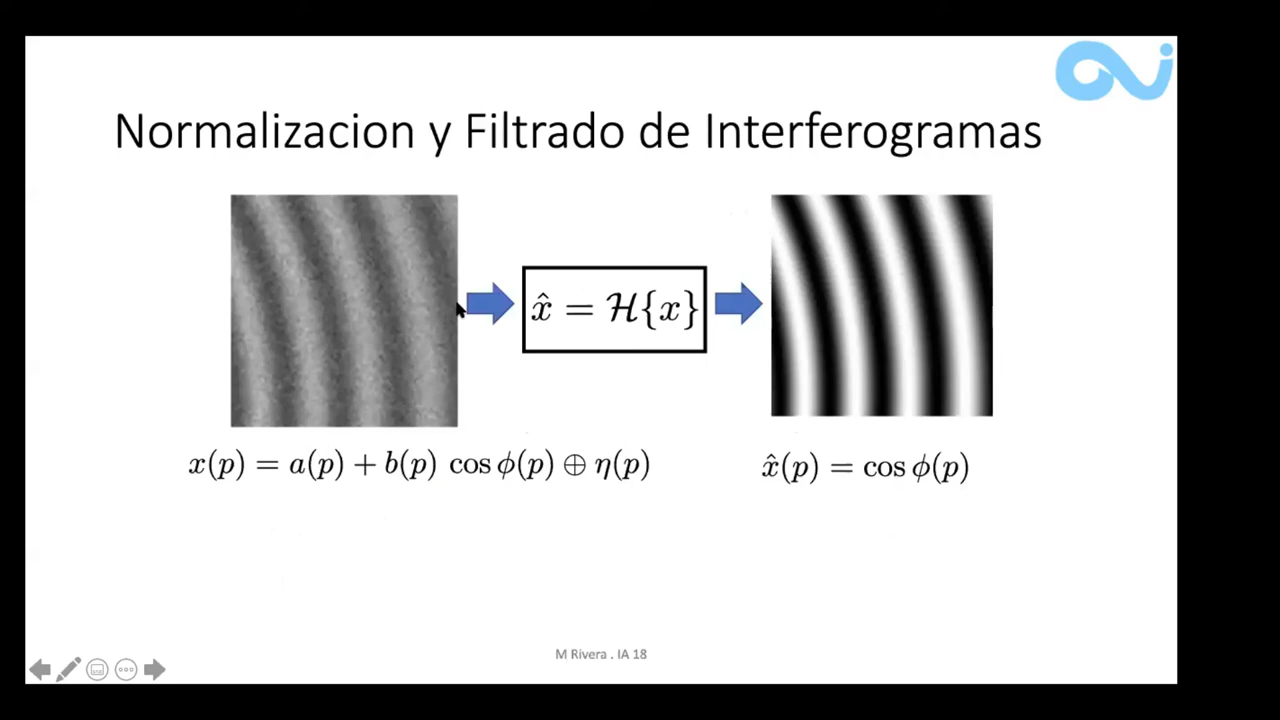 Normalizacion y Filtrado de Interferogramas
x̂ = ℋ{x}
x(p) = a(p) + b(p) cos ϕ(p) ⊕ η(p)
x̂(p) = cos ϕ(p)
M Rivera . IA 18